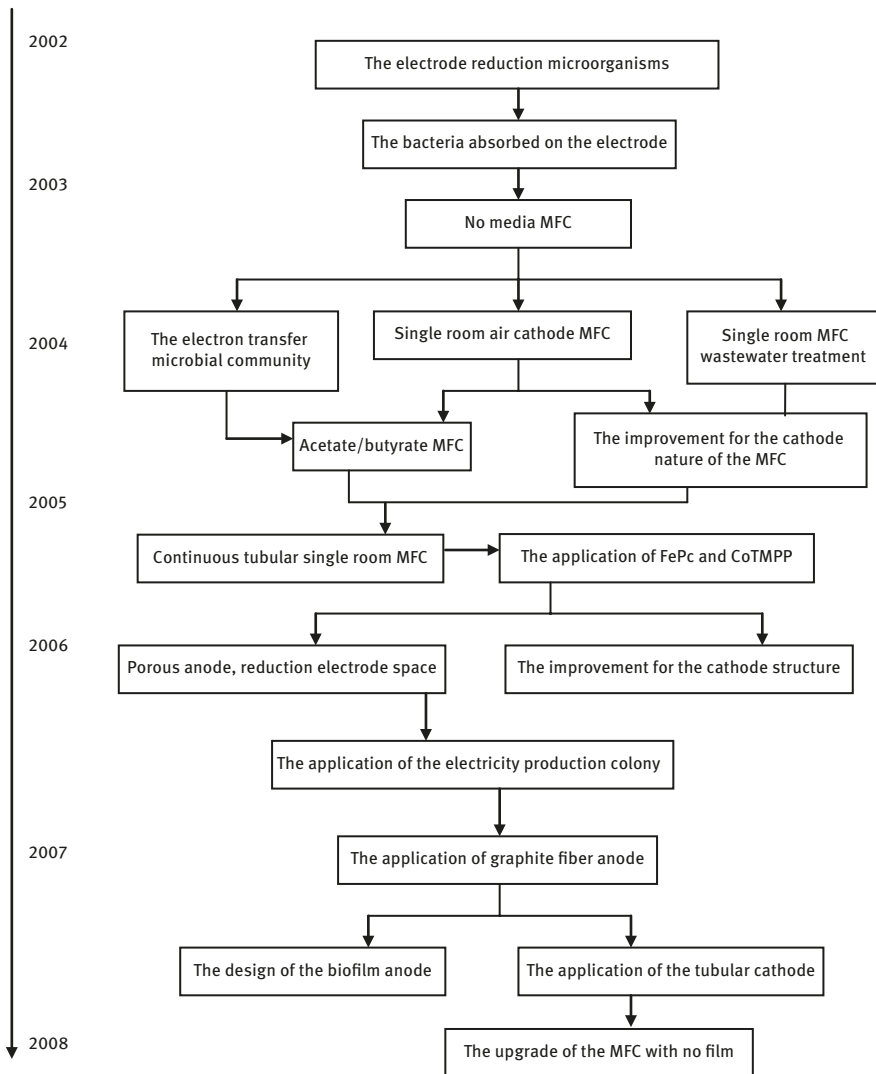 2002
The electrode reduction microorganisms
The bacteria absorbed on the electrode
2003
No media MFC
2004
The electron transfer
microbial community
Single room air cathode MFC
Single room MFC
wastewater treatment
Acetate/butyrate MFC
The improvement for the cathode
nature of the MFC
2005
Continuous tubular single room MFC
The application of FePc and CoTMPP
2006
Porous anode, reduction electrode space
The improvement for the cathode structure
The application of the electricity production colony
2007
The application of graphite fiber anode
The design of the biofilm anode
The application of the tubular cathode
2008
The upgrade of the MFC with no film